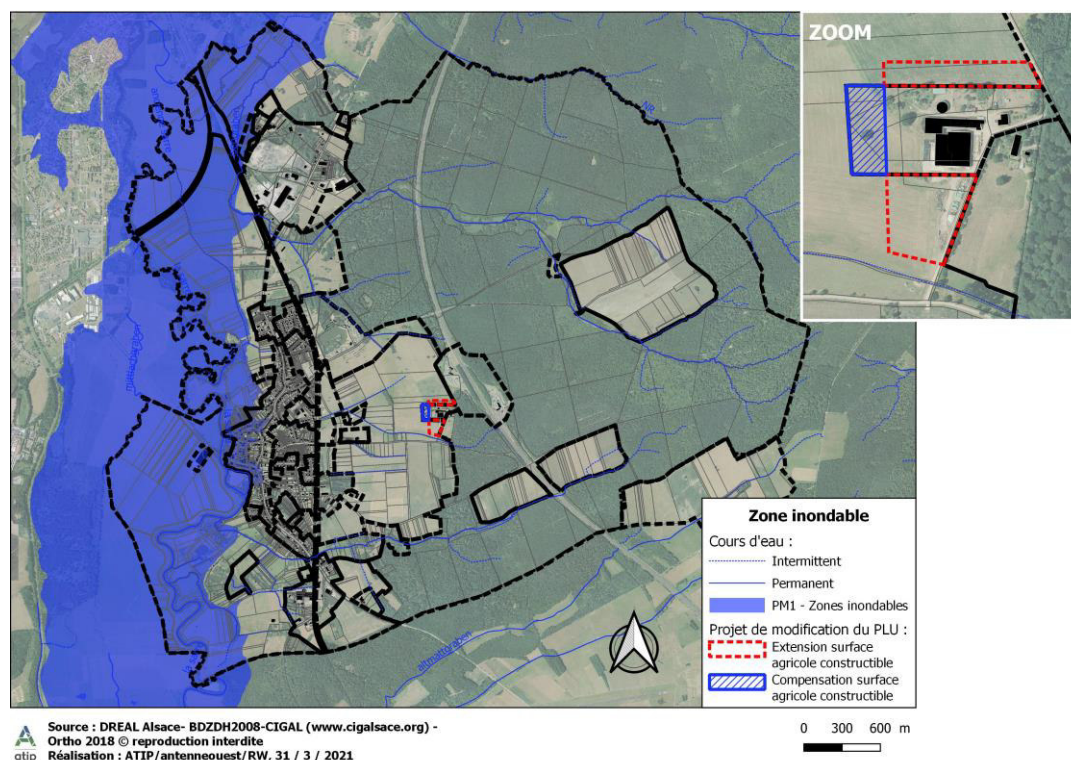 ZOOM
Zone inondable
Cours d'eau :
Intermittent
Permanent
PM1 - Zones inondables
Projet de modification du PLU :
Extension surface
agricole constructible
Compensation surface
agricole constructible
altmattgraben
0 300 600 m
atip
Source : DREAL Alsace- BDZDH2008-CIGAL (www.cigalsace.org) -
Ortho 2018 © reproduction interdite
Réalisation : ATIP/antenneouest/RW, 31 / 3 / 2021